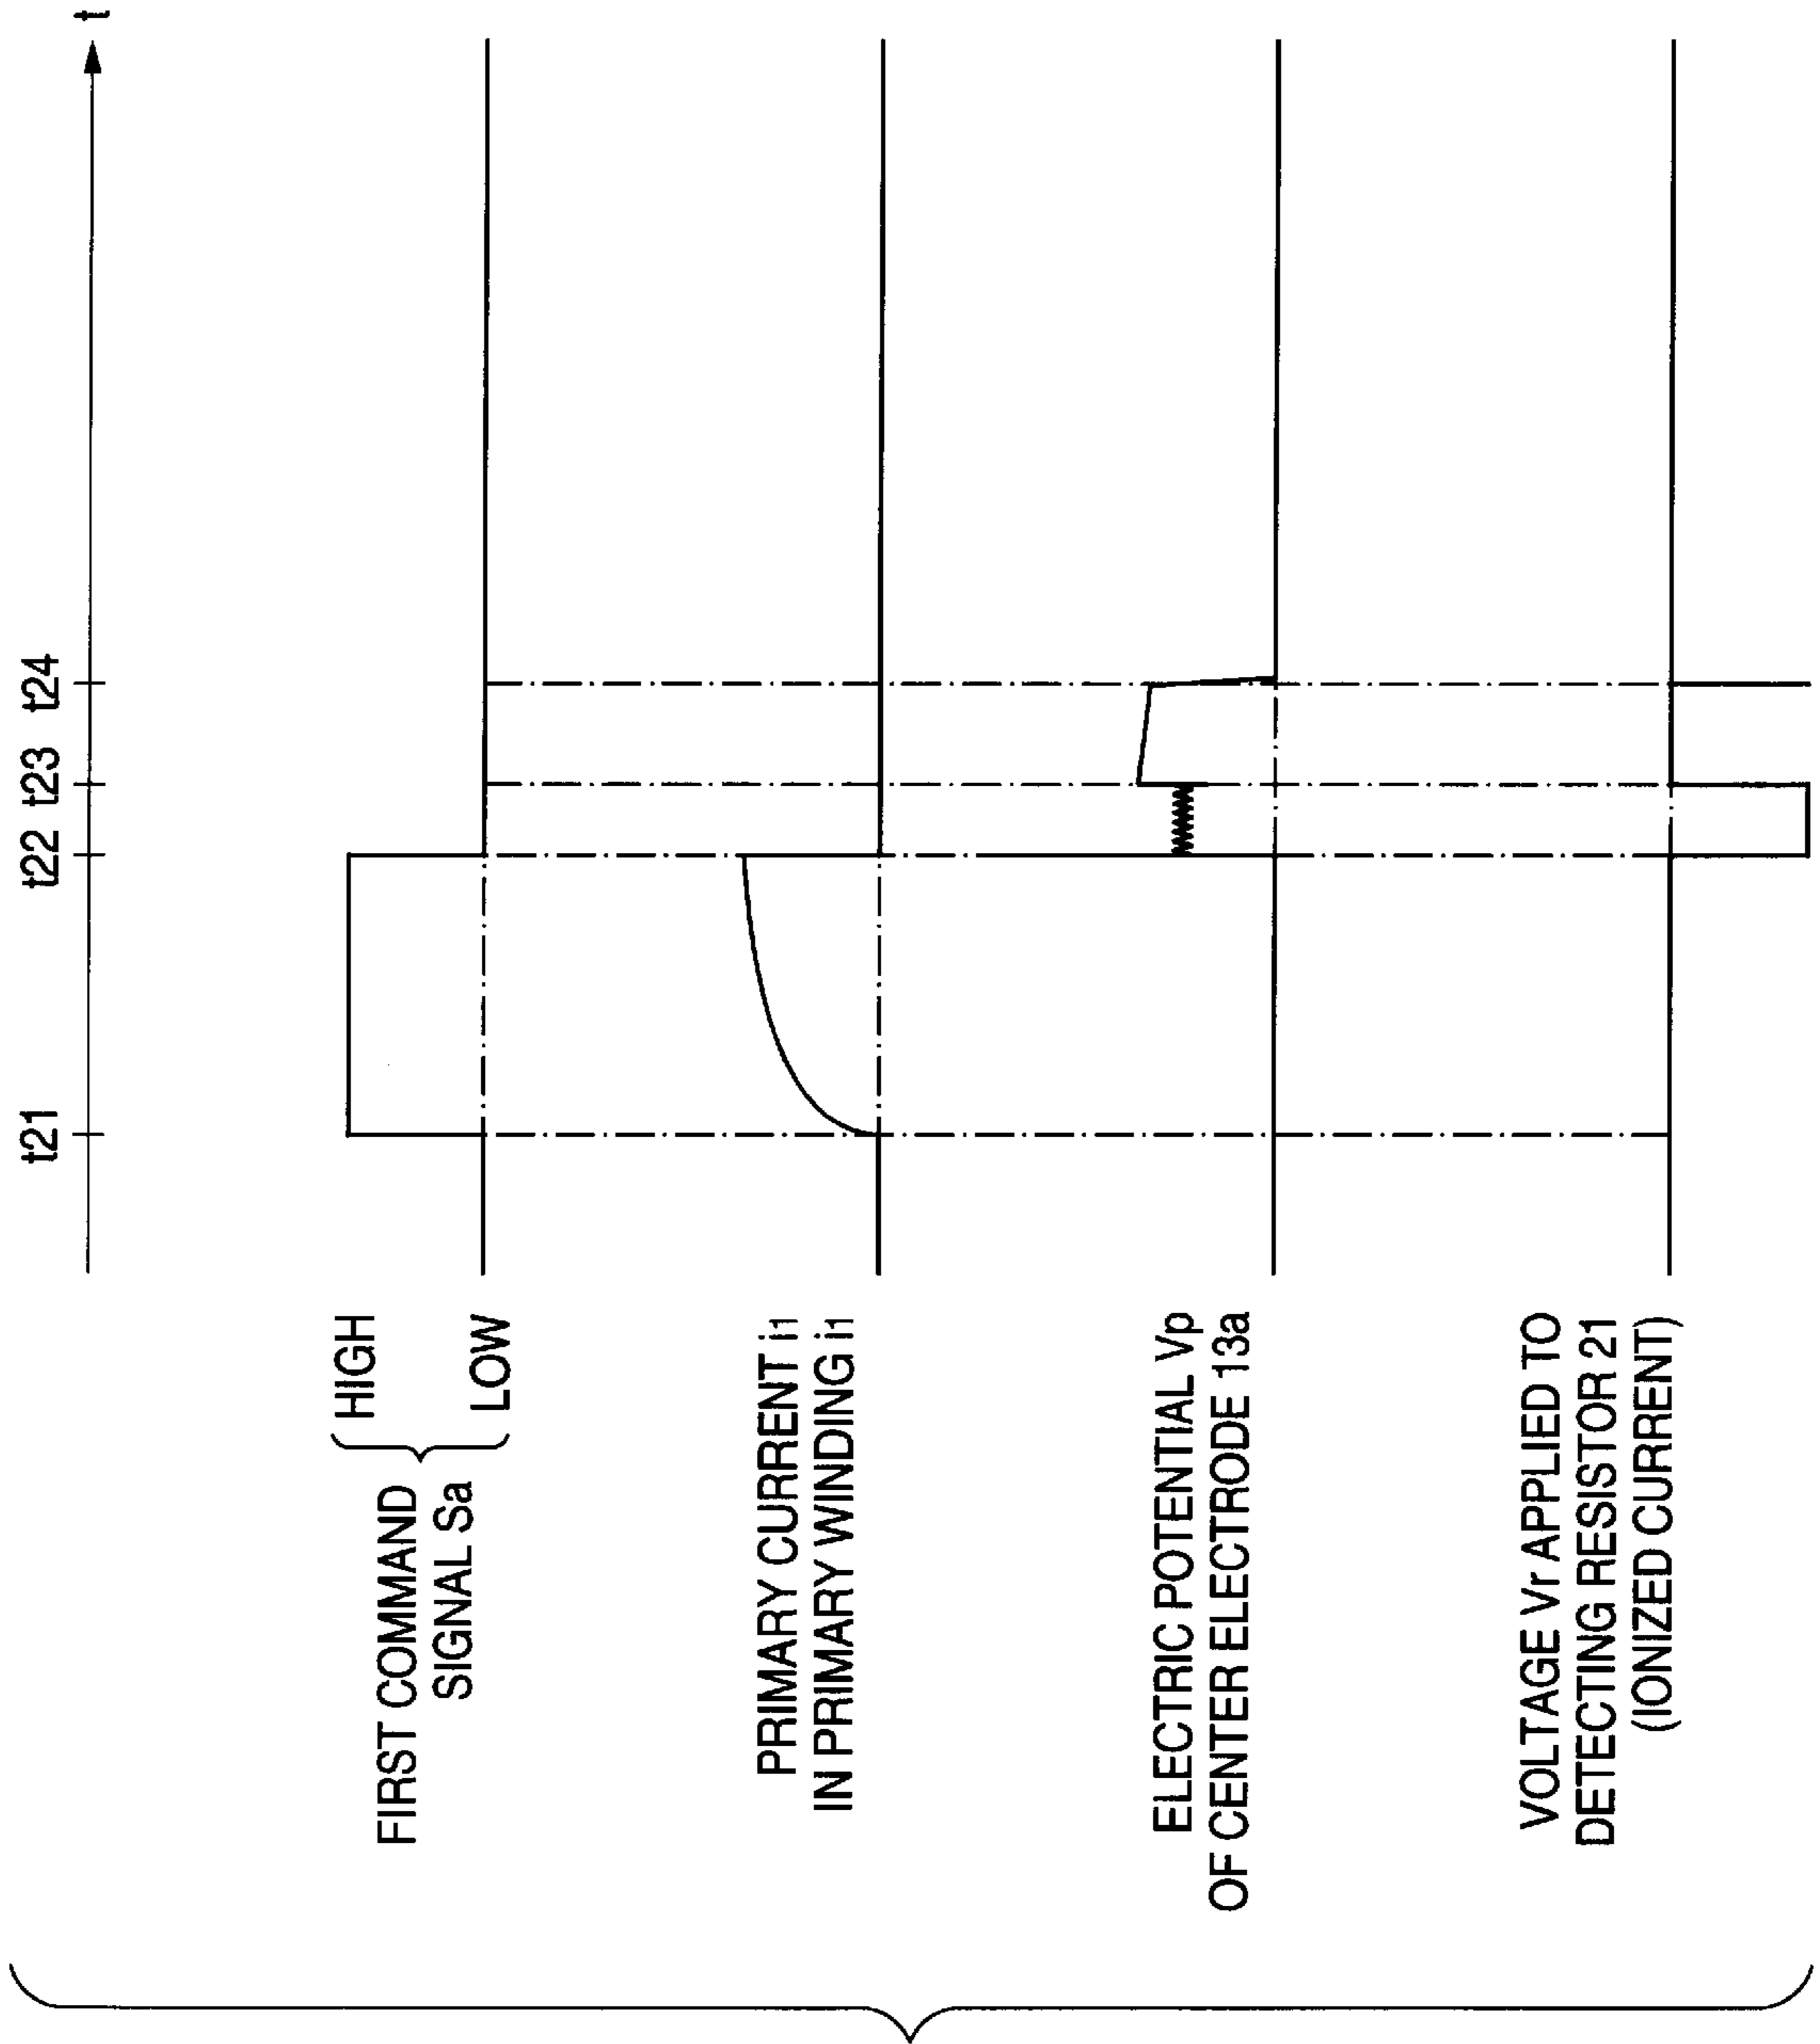 t21
t22
t23
t24
t
FIRST COMMAND
SIGNAL Sa
HIGH
LOW
PRIMARY CURRENT i1
IN PRIMARY WINDING i1
ELECTRIC POTENTIAL Vp
OF CENTER ELECTRODE 13a
VOLTAGE Vr APPLIED TO
DETECTING RESISTOR 21
(IONIZED CURRENT)